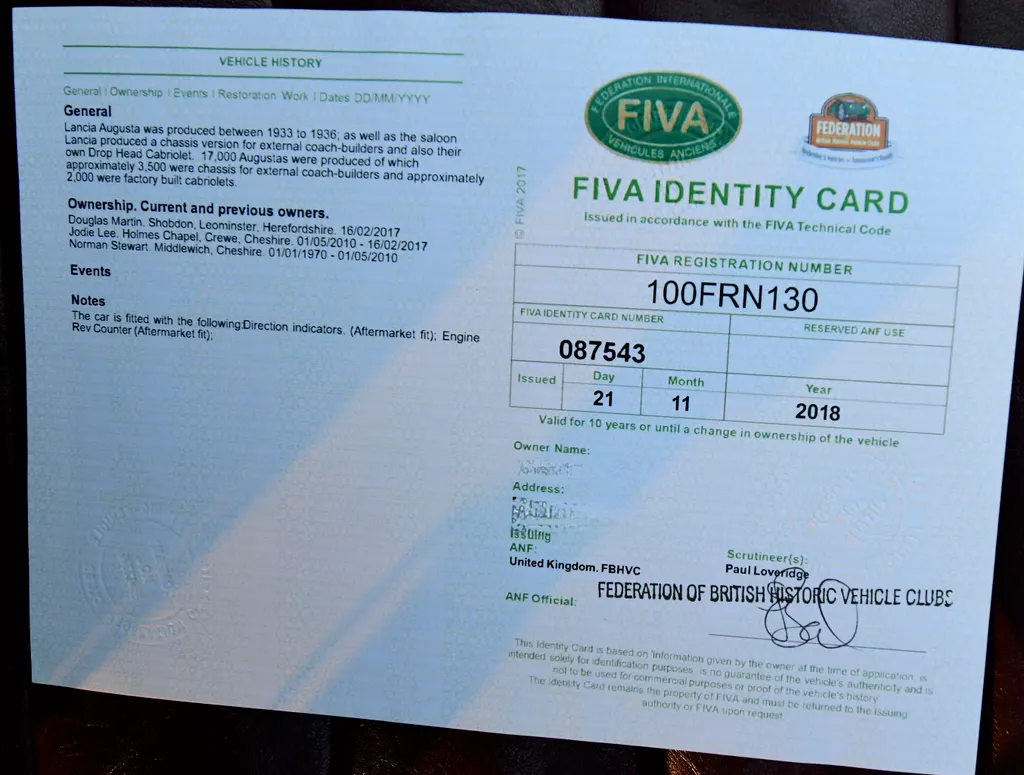 VEHICLE HISTORY
General | Ownership | Events | Restoration Work | Dates DD/MM/YYYY
General
Lancia Augusta was produced between 1933 to 1936; as well as the saloon
Lancia produced a chassis version for external coach-builders and also their
own Drop Head Cabriolet. 17,000 Augustas were produced of which
approximately 3,500 were chassis for external coach-builders and approximately
2,000 were factory built cabriolets.
Ownership. Current and previous owners.
Douglas Martin. Shobdon, Leominster, Herefordshire. 16/02/2017
Jodie Lee. Holmes Chapel, Crewe, Cheshire. 01/05/2010 - 16/02/2017
Norman Stewart. Middlewich, Cheshire. 01/01/1970 - 01/05/2010
Events
Notes
The car is fitted with the following:Direction indicators. (Aftermarket fit); Engine
Rev Counter (Aftermarket fit);
FEDERATION INTERNATIONALE
FIVA
VEHICULES ANCIENS
FEDERATION
© FIVA 2017
FIVA IDENTITY CARD
Issued in accordance with the FIVA Technical Code
FIVA REGISTRATION NUMBER
100FRN130
FIVA IDENTITY CARD NUMBER
RESERVED ANF USE
087543
Issued
Day
Month
Year
21
11
2018
Valid for 10 years or until a change in ownership of the vehicle
Owner Name:
Address:
Issuing
ANF:
United Kingdom. FBHVC
Scrutineer(s):
Paul Loveridge
ANF Official:
FEDERATION OF BRITISH HISTORIC VEHICLE CLUBS
This Identity Card is based on 'information given by the owner at the time of application, is
intended solely for identification purposes, is no guarantee of the vehicle's authenticity and is
not to be used for commercial purposes or proof of the vehicle's history
The Identity Card remains the property of FIVA and must be returned to the issuing
authority or FIVA upon request